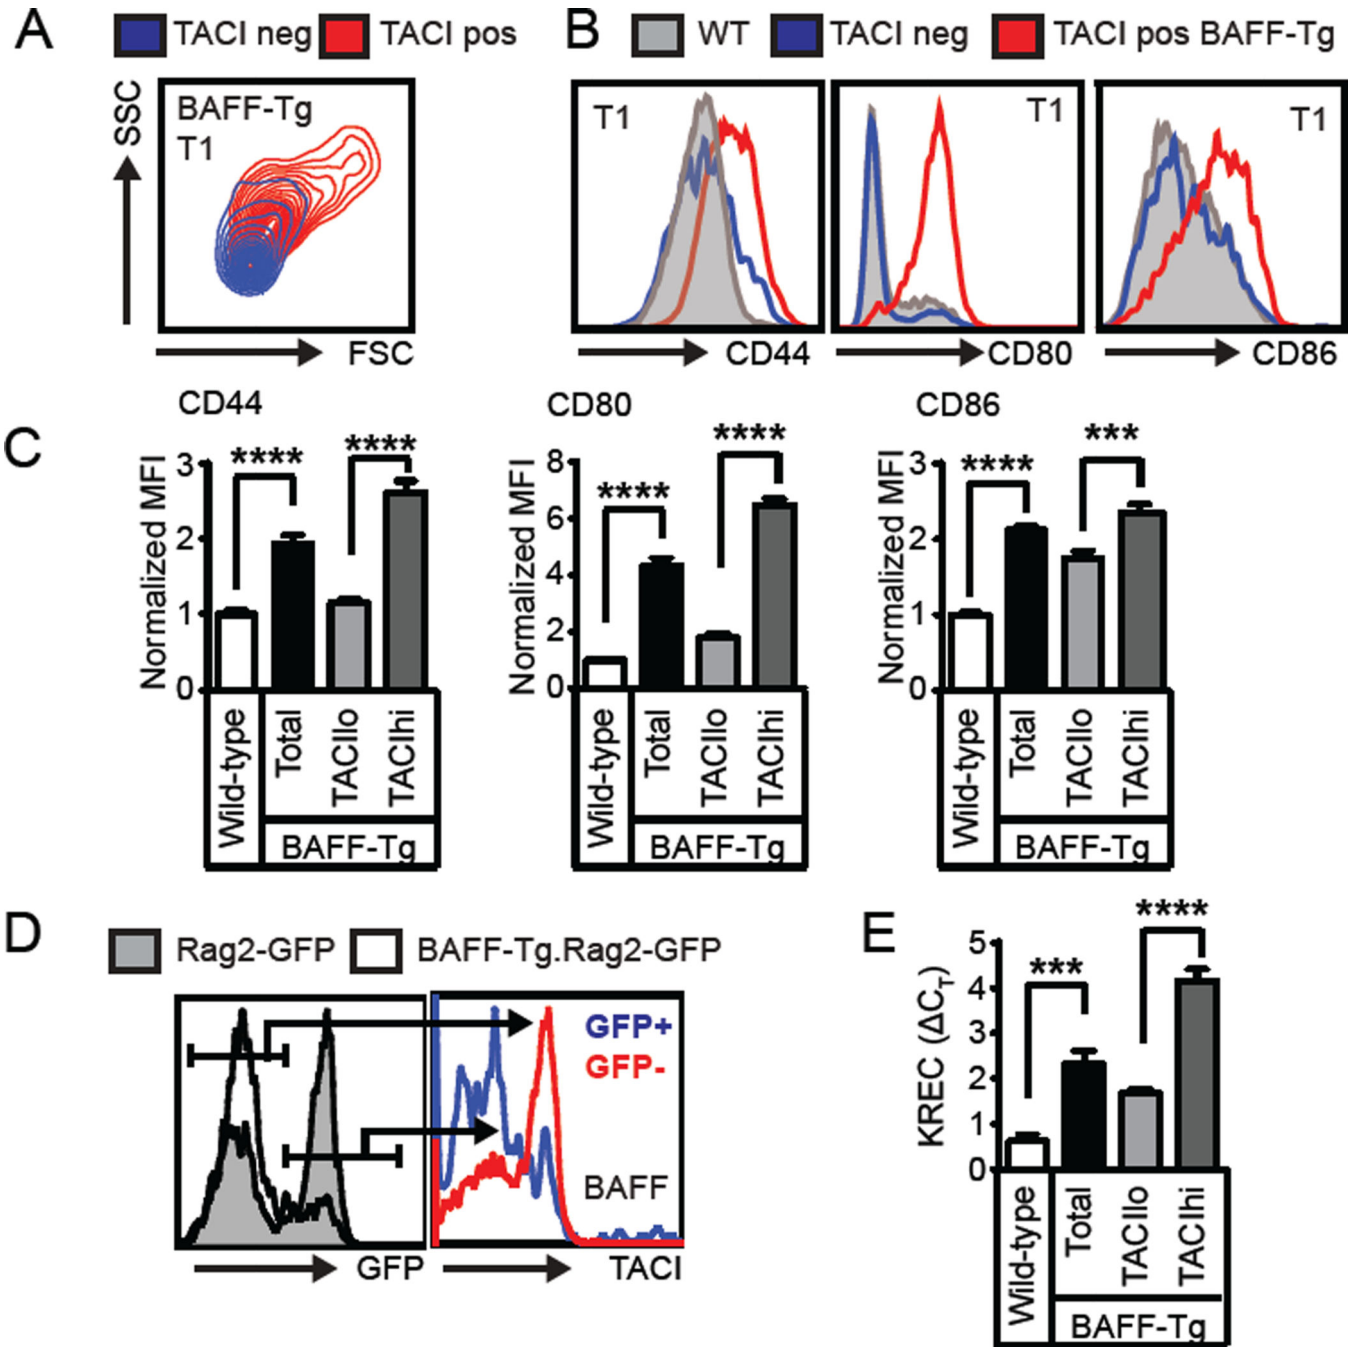 A
TACI neg TACI pos
BAFF-Tg
T1
SSC
FSC
B
WT TACI neg TACI pos BAFF-Tg
T1
T1
T1
CD44
CD80
CD86
C
CD44
Normalized MFI
3
2
1
0
****
****
Wild-type
Total
TACIlo
TACIhi
BAFF-Tg
CD80
Normalized MFI
8
6
4
2
0
****
****
Wild-type
Total
TACIlo
TACIhi
BAFF-Tg
CD86
Normalized MFI
3
2
1
0
****
***
Wild-type
Total
TACIlo
TACIhi
BAFF-Tg
D
Rag2-GFP BAFF-Tg.Rag2-GFP
GFP+
GFP-
BAFF
GFP
TACI
E
KREC (ΔCT)
5
4
3
2
1
0
***
****
Wild-type
Total
TACIlo
TACIhi
BAFF-Tg